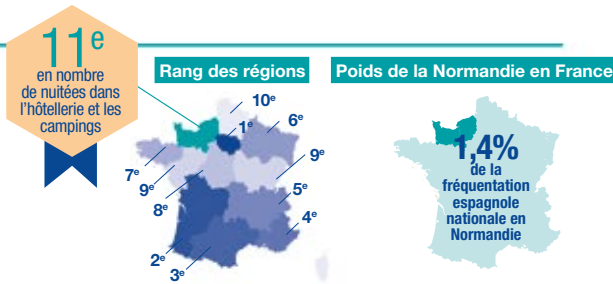 11e
en nombre
de nuitées dans
l'hôtellerie et les
campings
Rang des régions
10e
1e
6e
9e
7e
9e
8e
5e
4e
2e
3e
Poids de la Normandie en France
1,4%
de la
fréquentation
espagnole
nationale en
Normandie